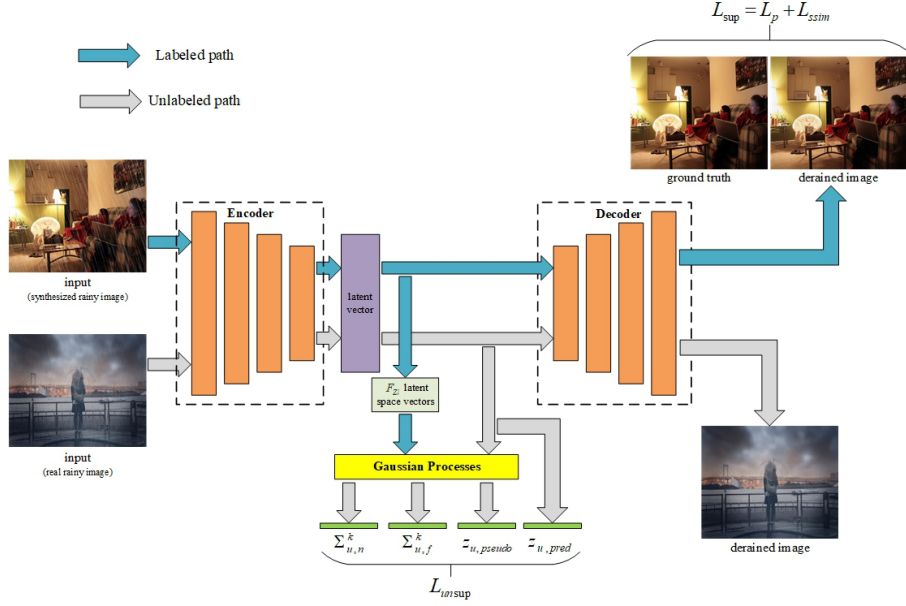 L_sup = L_p + L_ssim
Labeled path
Unlabeled path
ground truth
derained image
Encoder
Decoder
input
(synthesized rainy image)
latent
vector
F_Zl latent
space vectors
input
(real rainy image)
Gaussian Processes
Σ^k_u,n
Σ^k_u,f
z_u,pseudo
z_u,pred
derained image
L_unsup